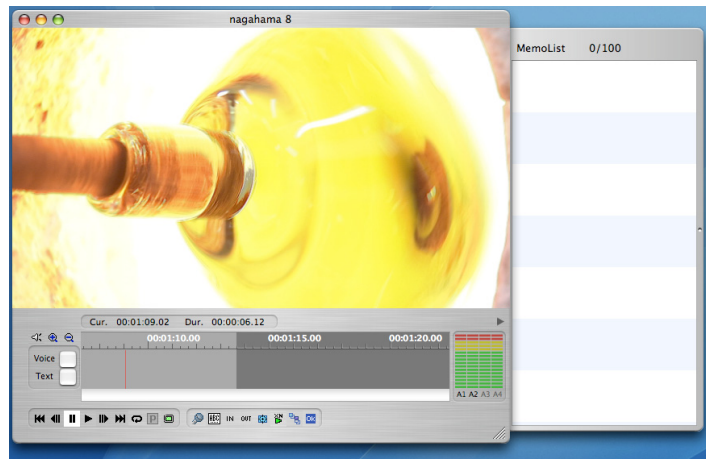 nagahama 8
MemoList 0/100
Cur. 00:01:09.02 Dur. 00:00:06.12
00:01:10.00 00:01:15.00 00:01:20.00
Voice
Text
A1 A2 A3 A4
REC IN OUT OK